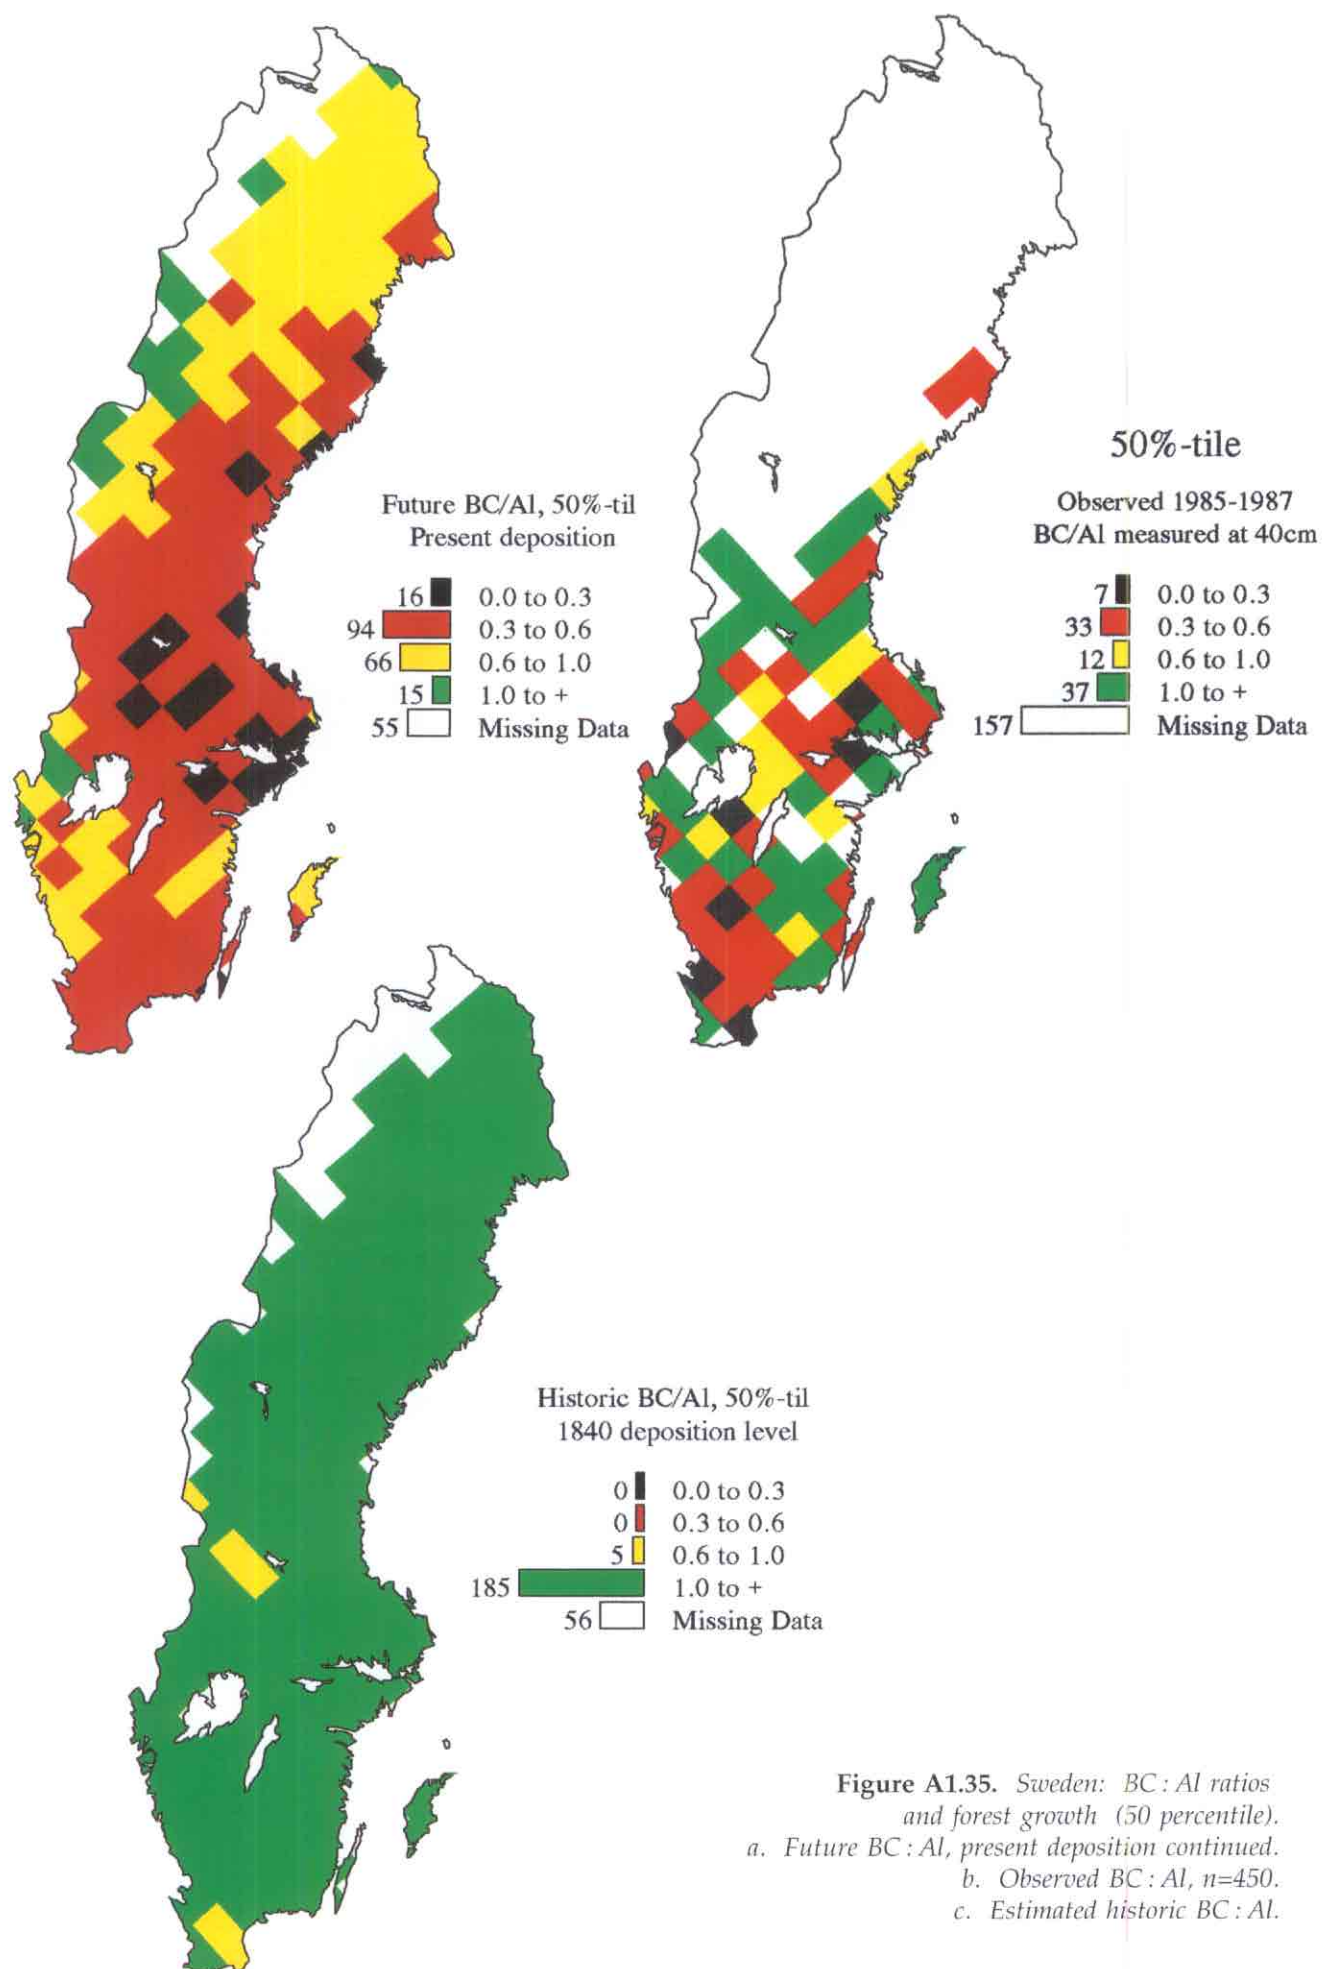 Future BC/Al, 50%-til
Present deposition
16 0.0 to 0.3
94 0.3 to 0.6
66 0.6 to 1.0
15 1.0 to +
55 Missing Data
50%-tile
Observed 1985-1987
BC/Al measured at 40cm
7 0.0 to 0.3
33 0.3 to 0.6
12 0.6 to 1.0
37 1.0 to +
157 Missing Data
Historic BC/Al, 50%-til
1840 deposition level
0 0.0 to 0.3
0 0.3 to 0.6
5 0.6 to 1.0
185 1.0 to +
56 Missing Data
Figure A1.35. Sweden: BC : Al ratios
and forest growth (50 percentile).
a. Future BC : Al, present deposition continued.
b. Observed BC : Al, n=450.
c. Estimated historic BC : Al.